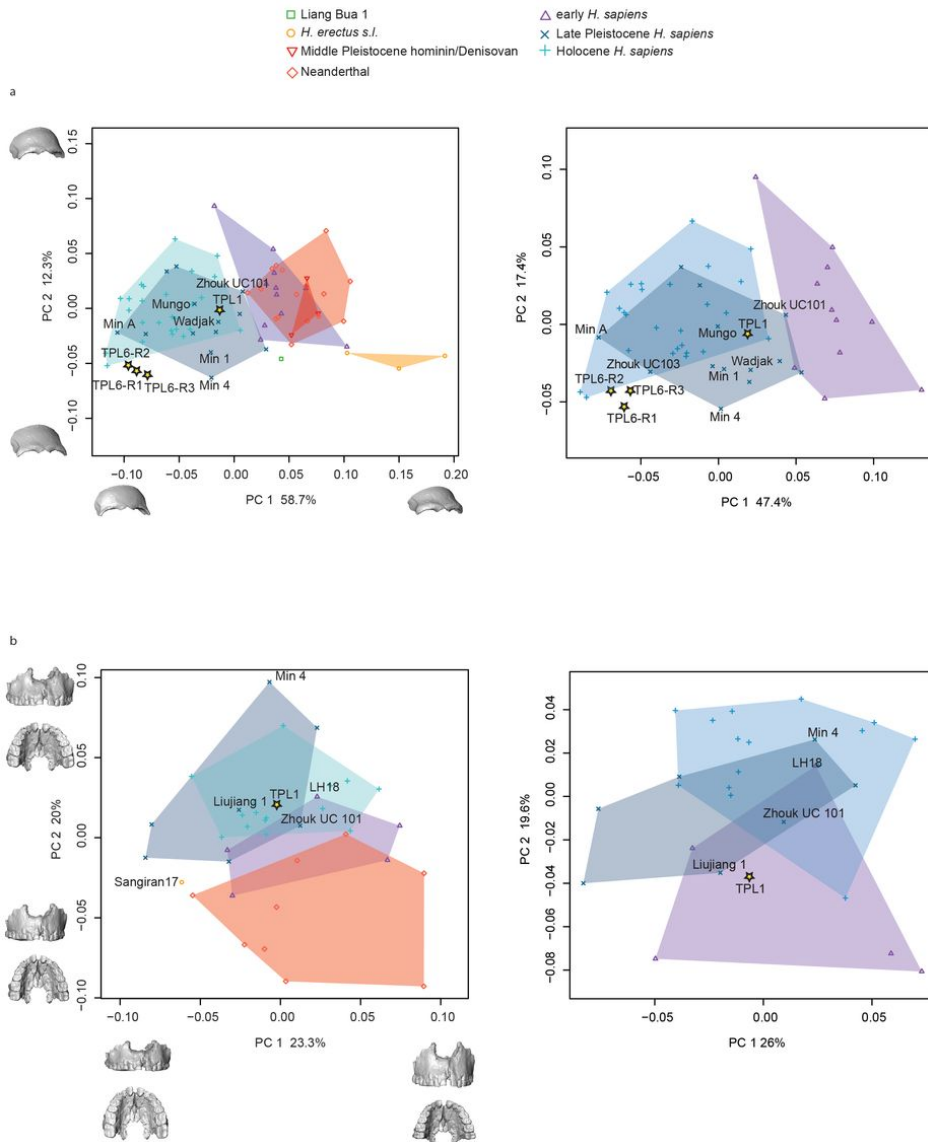 Liang Bua 1
H. erectus s.l.
Middle Pleistocene hominin/Denisovan
Neanderthal
early H. sapiens
Late Pleistocene H. sapiens
Holocene H. sapiens
a
PC 2 12.3%
0.15
0.10
0.05
0.00
−0.05
−0.10
Zhouk UC101
Mungo
TPL1
Min A
Wadjak
TPL6-R2
Min 1
TPL6-R1
TPL6-R3
Min 4
−0.10 −0.05 0.00 0.05 0.10 0.15 0.20
PC 1 58.7%
PC 2 17.4%
0.10
0.05
0.00
−0.05
Zhouk UC101
Min A
Mungo
TPL1
Zhouk UC103
Wadjak
TPL6-R2
Min 1
TPL6-R3
TPL6-R1
Min 4
−0.05 0.00 0.05 0.10
PC 1 47.4%
b
PC 2 20%
0.10
0.05
0.00
−0.05
−0.10
Min 4
LH18
Liujiang 1
TPL1
Zhouk UC 101
Sangiran17
−0.10 −0.05 0.00 0.05 0.10
PC 1 23.3%
PC 2 19.6%
0.04
0.02
0.00
−0.02
−0.04
−0.06
−0.08
Min 4
LH18
Zhouk UC 101
Liujiang 1
TPL1
−0.05 0.00 0.05
PC 1 26%